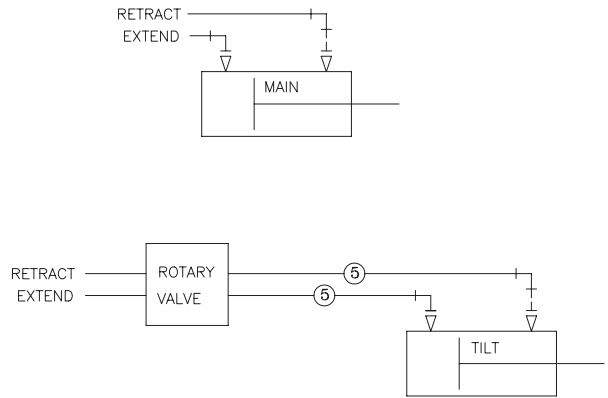 RETRACT
EXTEND
MAIN
RETRACT
ROTARY
5
EXTEND
VALVE
5
TILT